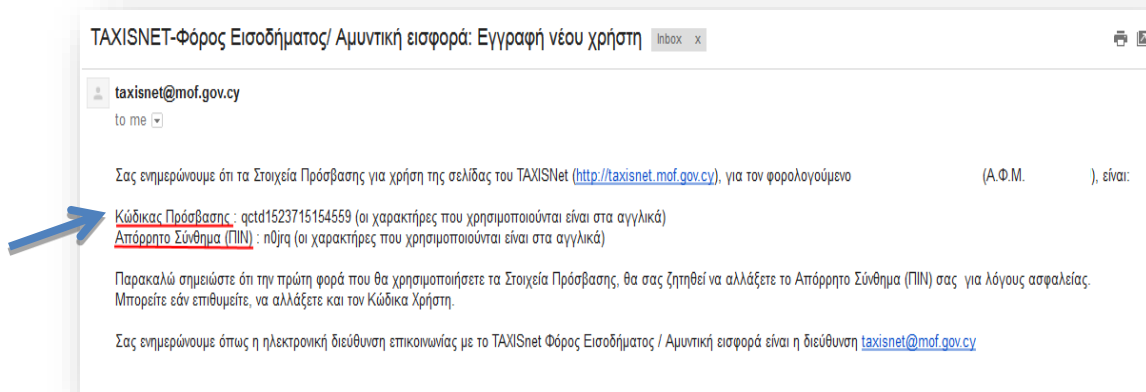 TAXISNET-Φόρος Εισοδήματος/ Αμυντική εισφορά: Εγγραφή νέου χρήστη Inbox x
taxisnet@mof.gov.cy
to me
Σας ενημερώνουμε ότι τα Στοιχεία Πρόσβασης για χρήση της σελίδας του TAXISNet (http://taxisnet.mof.gov.cy), για τον φορολογούμενο (Α.Φ.Μ. ), είναι:
Κώδικας Πρόσβασης : qctd1523715154559 (οι χαρακτήρες που χρησιμοποιούνται είναι στα αγγλικά)
Απόρρητο Σύνθημα (ΠΙΝ) : n0jrq (οι χαρακτήρες που χρησιμοποιούνται είναι στα αγγλικά)
Παρακαλώ σημειώστε ότι την πρώτη φορά που θα χρησιμοποιήσετε τα Στοιχεία Πρόσβασης, θα σας ζητηθεί να αλλάξετε το Απόρρητο Σύνθημα (ΠΙΝ) σας για λόγους ασφαλείας.
Μπορείτε εάν επιθυμείτε, να αλλάξετε και τον Κώδικα Χρήστη.
Σας ενημερώνουμε όπως η ηλεκτρονική διεύθυνση επικοινωνίας με το TAXISnet Φόρος Εισοδήματος / Αμυντική εισφορά είναι η διεύθυνση taxisnet@mof.gov.cy